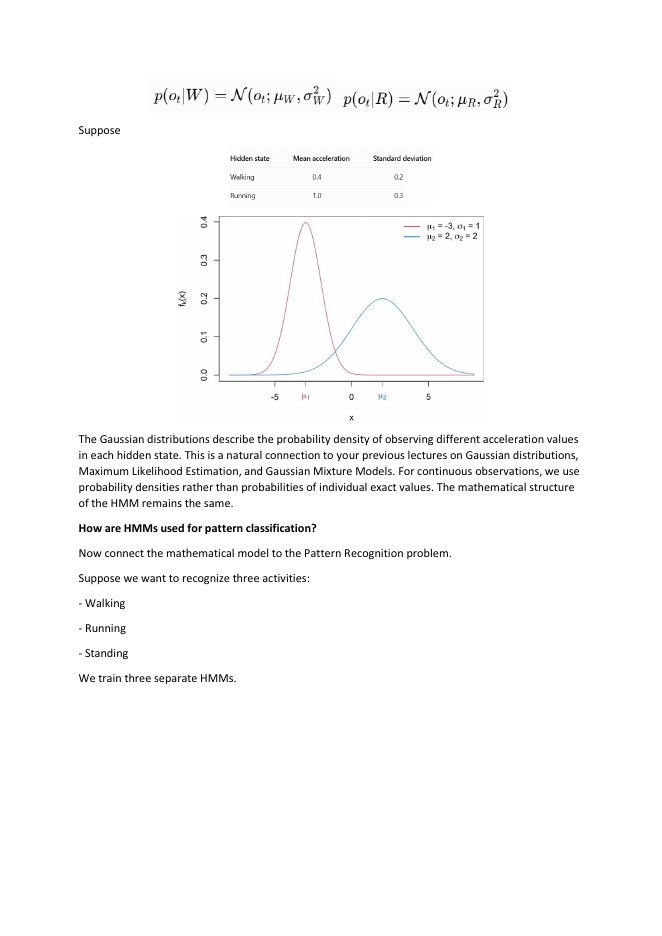 p(o_t|W) = N(o_t; μ_W, σ²_W) p(o_t|R) = N(o_t; μ_R, σ²_R)
Suppose
Hidden state Mean acceleration Standard deviation
Walking 0.4 0.2
Running 1.0 0.3
μ₁ = -3, σ₁ = 1
μ₂ = 2, σ₂ = 2
0.4
0.3
0.2
0.1
0.0
f_k(x)
-5 μ₁ 0 μ₂ 5
x
The Gaussian distributions describe the probability density of observing different acceleration values
in each hidden state. This is a natural connection to your previous lectures on Gaussian distributions,
Maximum Likelihood Estimation, and Gaussian Mixture Models. For continuous observations, we use
probability densities rather than probabilities of individual exact values. The mathematical structure
of the HMM remains the same.
How are HMMs used for pattern classification?
Now connect the mathematical model to the Pattern Recognition problem.
Suppose we want to recognize three activities:
- Walking
- Running
- Standing
We train three separate HMMs.